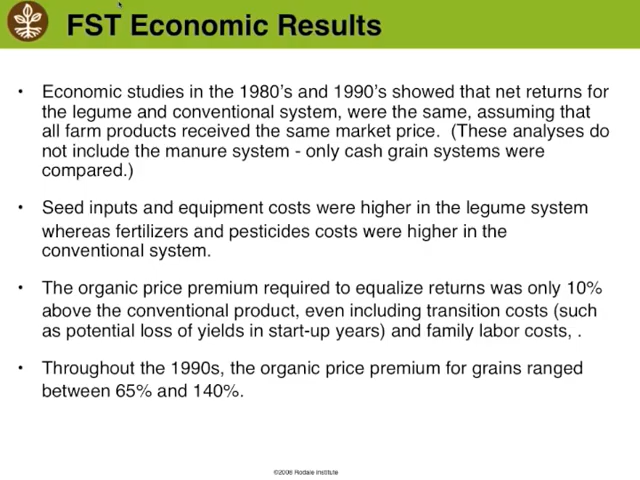 FST Economic Results
• Economic studies in the 1980's and 1990's showed that net returns for
the legume and conventional system, were the same, assuming that
all farm products received the same market price. (These analyses do
not include the manure system - only cash grain systems were
compared.)
• Seed inputs and equipment costs were higher in the legume system
whereas fertilizers and pesticides costs were higher in the
conventional system.
• The organic price premium required to equalize returns was only 10%
above the conventional product, even including transition costs (such
as potential loss of yields in start-up years) and family labor costs, .
• Throughout the 1990s, the organic price premium for grains ranged
between 65% and 140%.
©2008 Rodale Institute